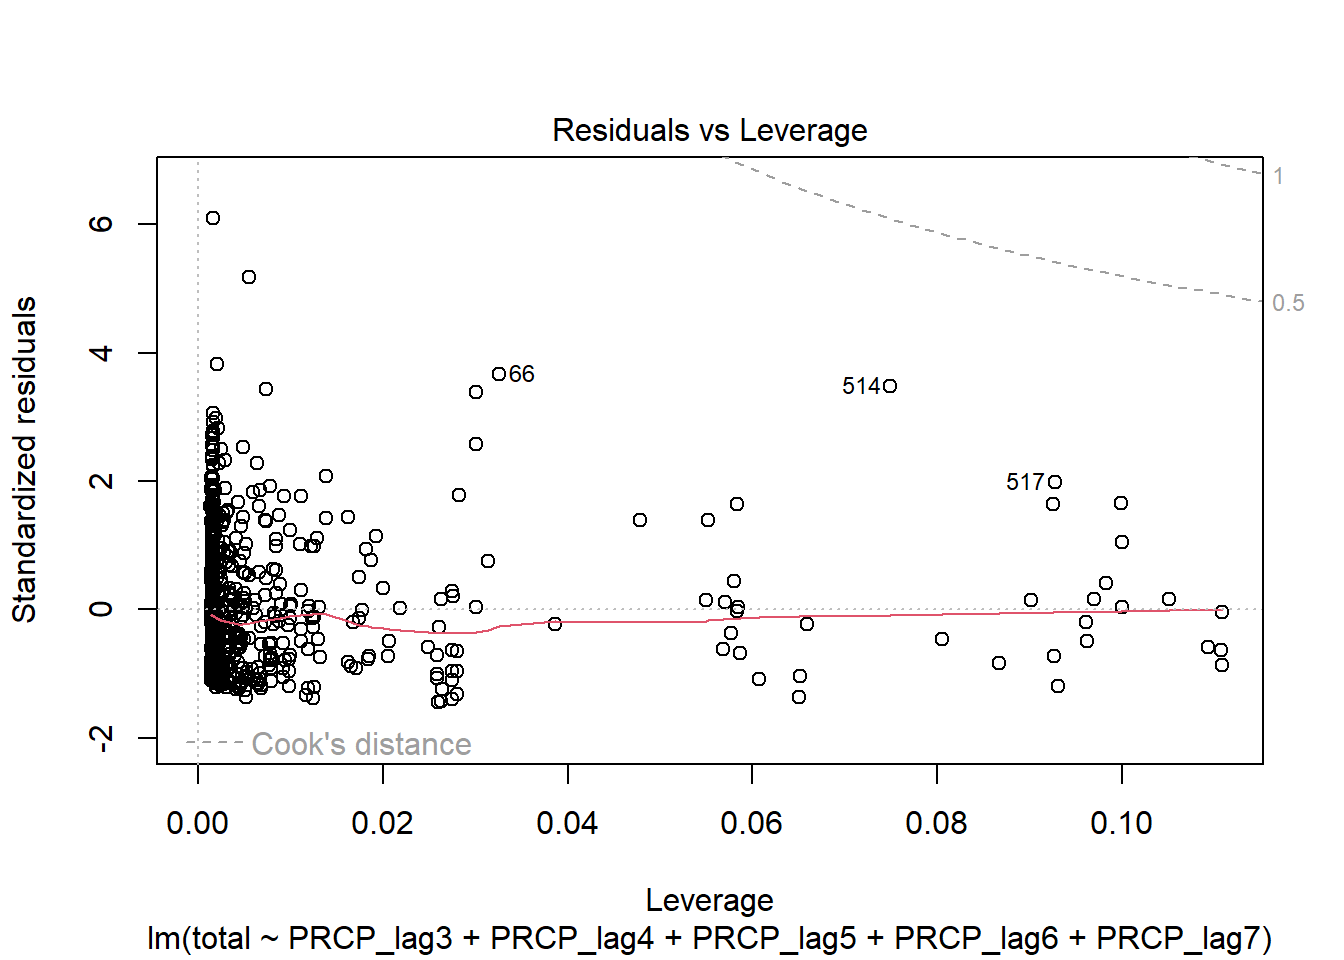 Residuals vs Leverage
Standardized residuals
6
4
2
0
-2
1
0.5
66
514
517
Cook's distance
0.00 0.02 0.04 0.06 0.08 0.10
Leverage
lm(total ~ PRCP_lag3 + PRCP_lag4 + PRCP_lag5 + PRCP_lag6 + PRCP_lag7)